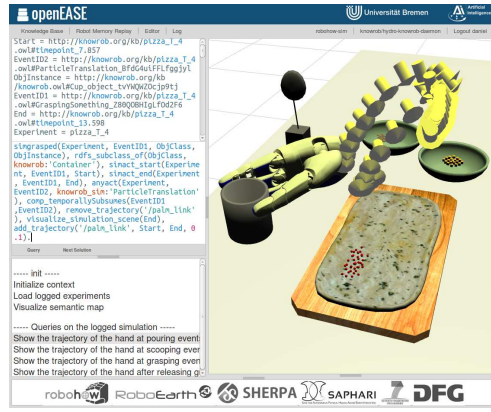 openEASE
Universität Bremen
Artificial
Intelligence
Knowledge Base
Robot Memory Replay
Editor
Log
robohow-sim
knowrob/hydro-knowrob-daemon
Logout daniel
Start = http://knowrob.org/kb/pizza_T_4
.owl#timepoint_7.857
EventID2 = http://knowrob.org/kb/pizza_T_4
.owl#ParticleTranslation_BfdG4uiFFLfggjyl
ObjInstance = http://knowrob.org/kb
/knowrob.owl#Cup_object_tvYWQWZOcjp9tj
EventID1 = http://knowrob.org/kb/pizza_T_4
.owl#GraspingSomething_Z80QOBHIgLfOd2F6
End = http://knowrob.org/kb/pizza_T_4
.owl#timepoint_13.598
Experiment = pizza_T_4
simgrasped(Experiment, EventID1, ObjClass,
ObjInstance), rdfs_subclass_of(ObjClass,
knowrob:'Container'), simact_start(Experime
nt, EventID1, Start), simact_end(Experiment
, EventID1, End), anyact(Experiment,
EventID2, knowrob_sim:'ParticleTranslation'
), comp_temporallySubsumes(EventID1
,EventID2), remove_trajectory('/palm_link'
), visualize_simulation_scene(End),
add_trajectory('/palm_link', Start, End, 0
.1).
Query
Next Solution
----- init -----
Initialize context
Load logged experiments
Visualize semantic map
----- Queries on the logged simulation -----
Show the trajectory of the hand at pouring event
Show the trajectory of the hand at scooping even
Show the trajectory of the hand at grasping even
Show the trajectory of the hand after releasing g
robohow
RoboEarth
SHERPA
SAPHARI
DFG